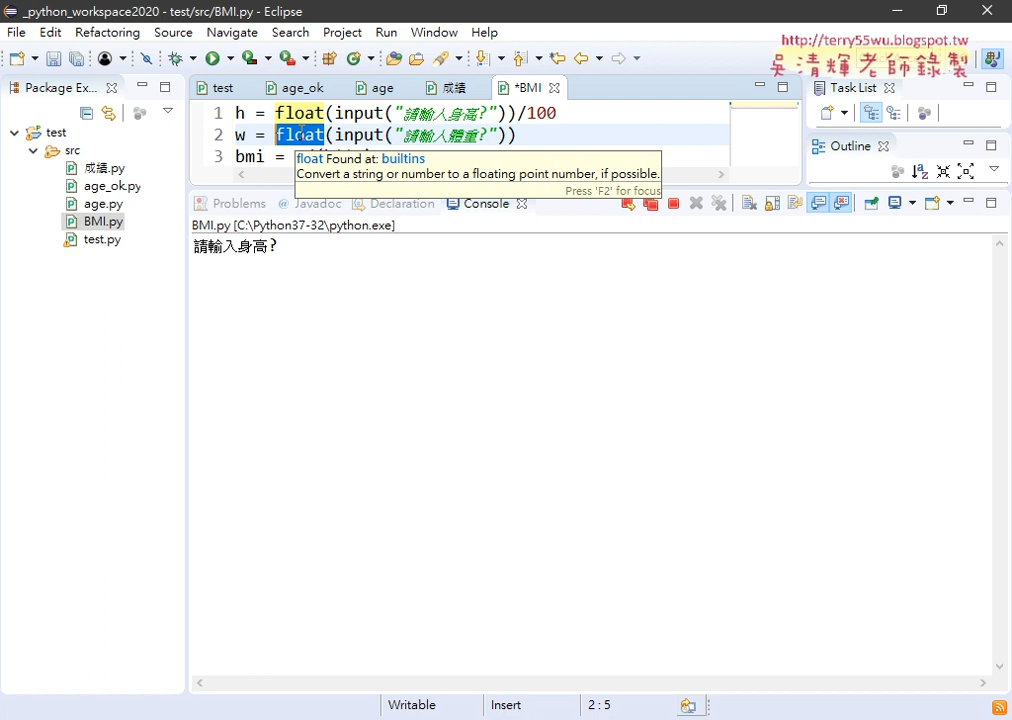 _python_workspace2020 - test/src/BMI.py - Eclipse
File Edit Refactoring Source Navigate Search Project Run Window Help
http://terry55wu.blogspot.tw
吳清輝老師錄製
Package Ex...
test
src
成績.py
age_ok.py
age.py
BMI.py
test.py
test age_ok age 成績 *BMI
1 h = float(input("請輸入身高?"))/100
2 w = float(input("請輸入體重?"))
3 bmi =
float Found at: builtins
Convert a string or number to a floating point number, if possible.
Press 'F2' for focus
Task List
Outline
Problems @ Javadoc Declaration Console
BMI.py [C:\Python37-32\python.exe]
請輸入身高?
Writable Insert 2 : 5